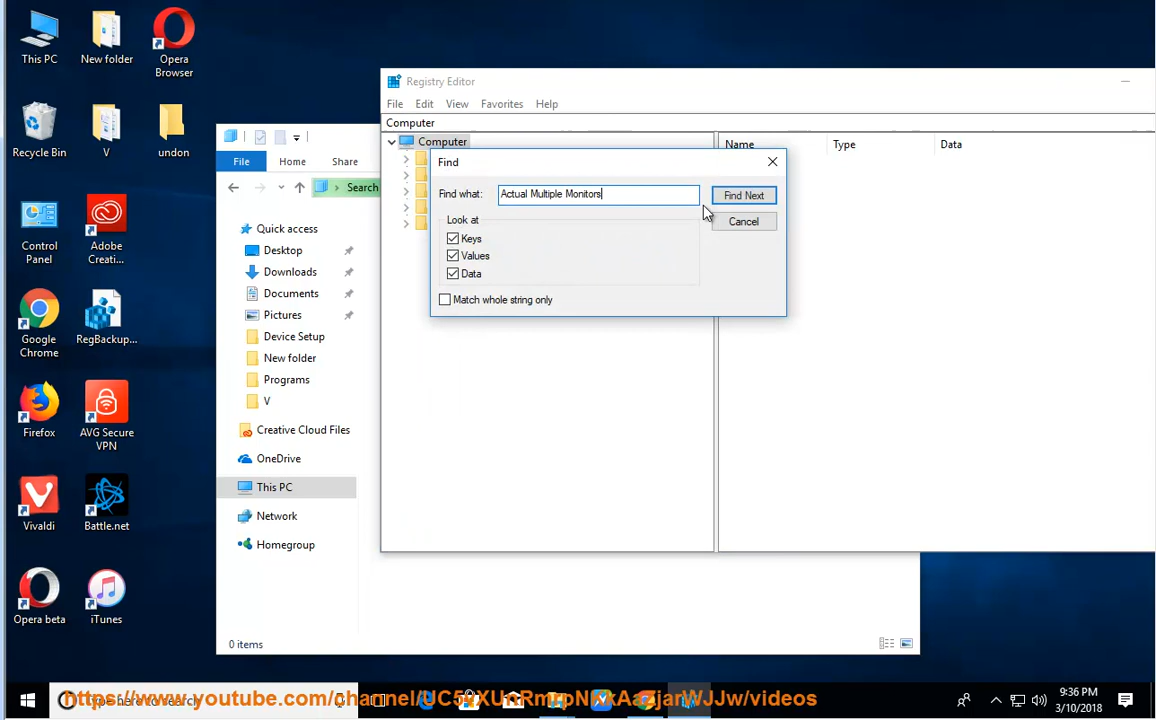 This PC
New folder
Opera
Browser
Recycle Bin
V
undon
Control
Panel
Adobe
Creati...
Google
Chrome
RegBackup...
Firefox
AVG Secure
VPN
Vivaldi
Battle.net
Opera beta
iTunes
File
Home
Share
Search
Quick access
Desktop
Downloads
Documents
Pictures
Device Setup
New folder
Programs
V
Creative Cloud Files
OneDrive
This PC
Network
Homegroup
0 items
Registry Editor
File
Edit
View
Favorites
Help
Computer
Computer
Name
Type
Data
Find
Find what:
Actual Multiple Monitors
Find Next
Cancel
Look at
Keys
Values
Data
Match whole string only
Type here to search
9:36 PM
3/10/2018